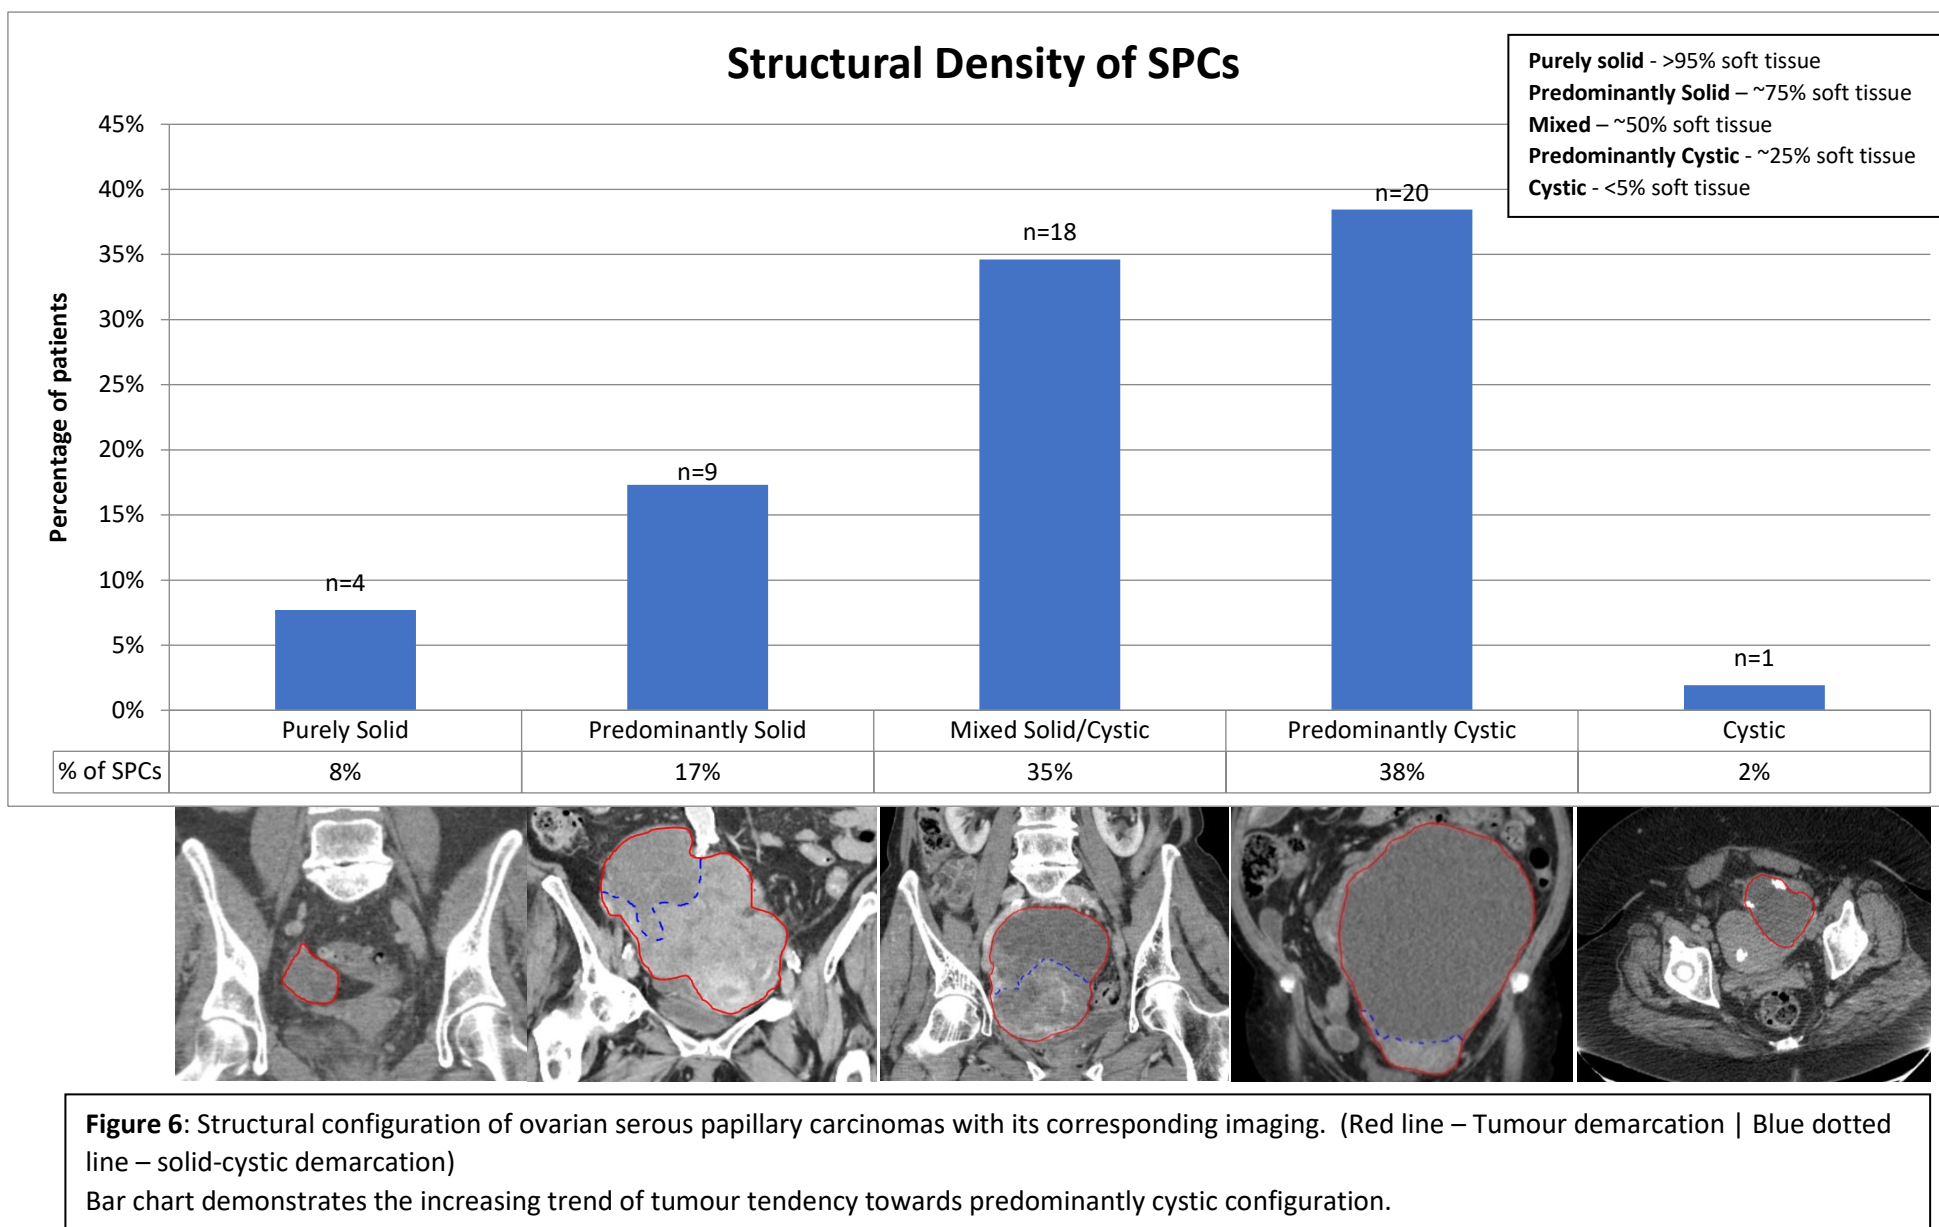 Structural Density of SPCs
Purely solid - >95% soft tissue
Predominantly Solid – ~75% soft tissue
Mixed – ~50% soft tissue
Predominantly Cystic - ~25% soft tissue
Cystic - <5% soft tissue
Percentage of patients
45%
40%
35%
30%
25%
20%
15%
10%
5%
0%
n=4
n=9
n=18
n=20
n=1
Purely Solid Predominantly Solid Mixed Solid/Cystic Predominantly Cystic Cystic
% of SPCs 8% 17% 35% 38% 2%
Figure 6: Structural configuration of ovarian serous papillary carcinomas with its corresponding imaging. (Red line – Tumour demarcation | Blue dotted
line – solid-cystic demarcation)
Bar chart demonstrates the increasing trend of tumour tendency towards predominantly cystic configuration.